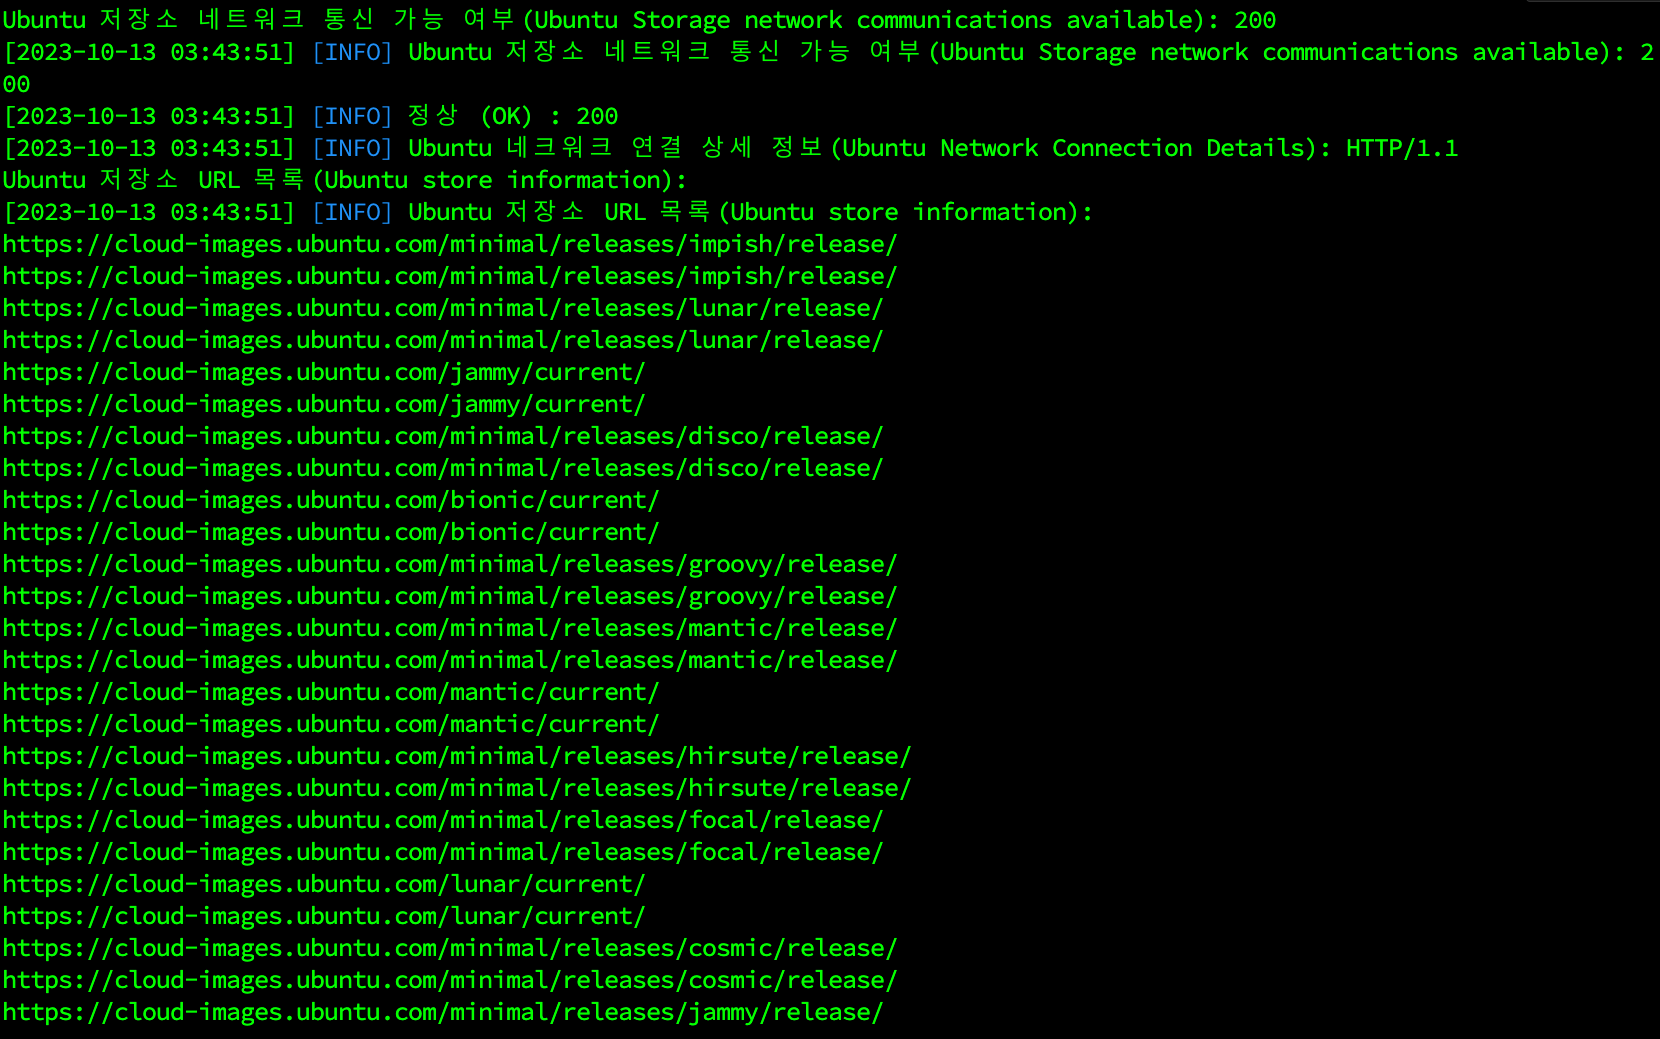 Ubuntu 저장소 네트워크 통신 가능 여부(Ubuntu Storage network communications available): 200
[2023-10-13 03:43:51] [INFO] Ubuntu 저장소 네트워크 통신 가능 여부(Ubuntu Storage network communications available): 2
00
[2023-10-13 03:43:51] [INFO] 정상 (OK) : 200
[2023-10-13 03:43:51] [INFO] Ubuntu 네크워크 연결 상세 정보(Ubuntu Network Connection Details): HTTP/1.1
Ubuntu 저장소 URL 목록(Ubuntu store information):
[2023-10-13 03:43:51] [INFO] Ubuntu 저장소 URL 목록(Ubuntu store information):
https://cloud-images.ubuntu.com/minimal/releases/impish/release/
https://cloud-images.ubuntu.com/minimal/releases/impish/release/
https://cloud-images.ubuntu.com/minimal/releases/lunar/release/
https://cloud-images.ubuntu.com/minimal/releases/lunar/release/
https://cloud-images.ubuntu.com/jammy/current/
https://cloud-images.ubuntu.com/jammy/current/
https://cloud-images.ubuntu.com/minimal/releases/disco/release/
https://cloud-images.ubuntu.com/minimal/releases/disco/release/
https://cloud-images.ubuntu.com/bionic/current/
https://cloud-images.ubuntu.com/bionic/current/
https://cloud-images.ubuntu.com/minimal/releases/groovy/release/
https://cloud-images.ubuntu.com/minimal/releases/groovy/release/
https://cloud-images.ubuntu.com/minimal/releases/mantic/release/
https://cloud-images.ubuntu.com/minimal/releases/mantic/release/
https://cloud-images.ubuntu.com/mantic/current/
https://cloud-images.ubuntu.com/mantic/current/
https://cloud-images.ubuntu.com/minimal/releases/hirsute/release/
https://cloud-images.ubuntu.com/minimal/releases/hirsute/release/
https://cloud-images.ubuntu.com/minimal/releases/focal/release/
https://cloud-images.ubuntu.com/minimal/releases/focal/release/
https://cloud-images.ubuntu.com/lunar/current/
https://cloud-images.ubuntu.com/lunar/current/
https://cloud-images.ubuntu.com/minimal/releases/cosmic/release/
https://cloud-images.ubuntu.com/minimal/releases/cosmic/release/
https://cloud-images.ubuntu.com/minimal/releases/jammy/release/